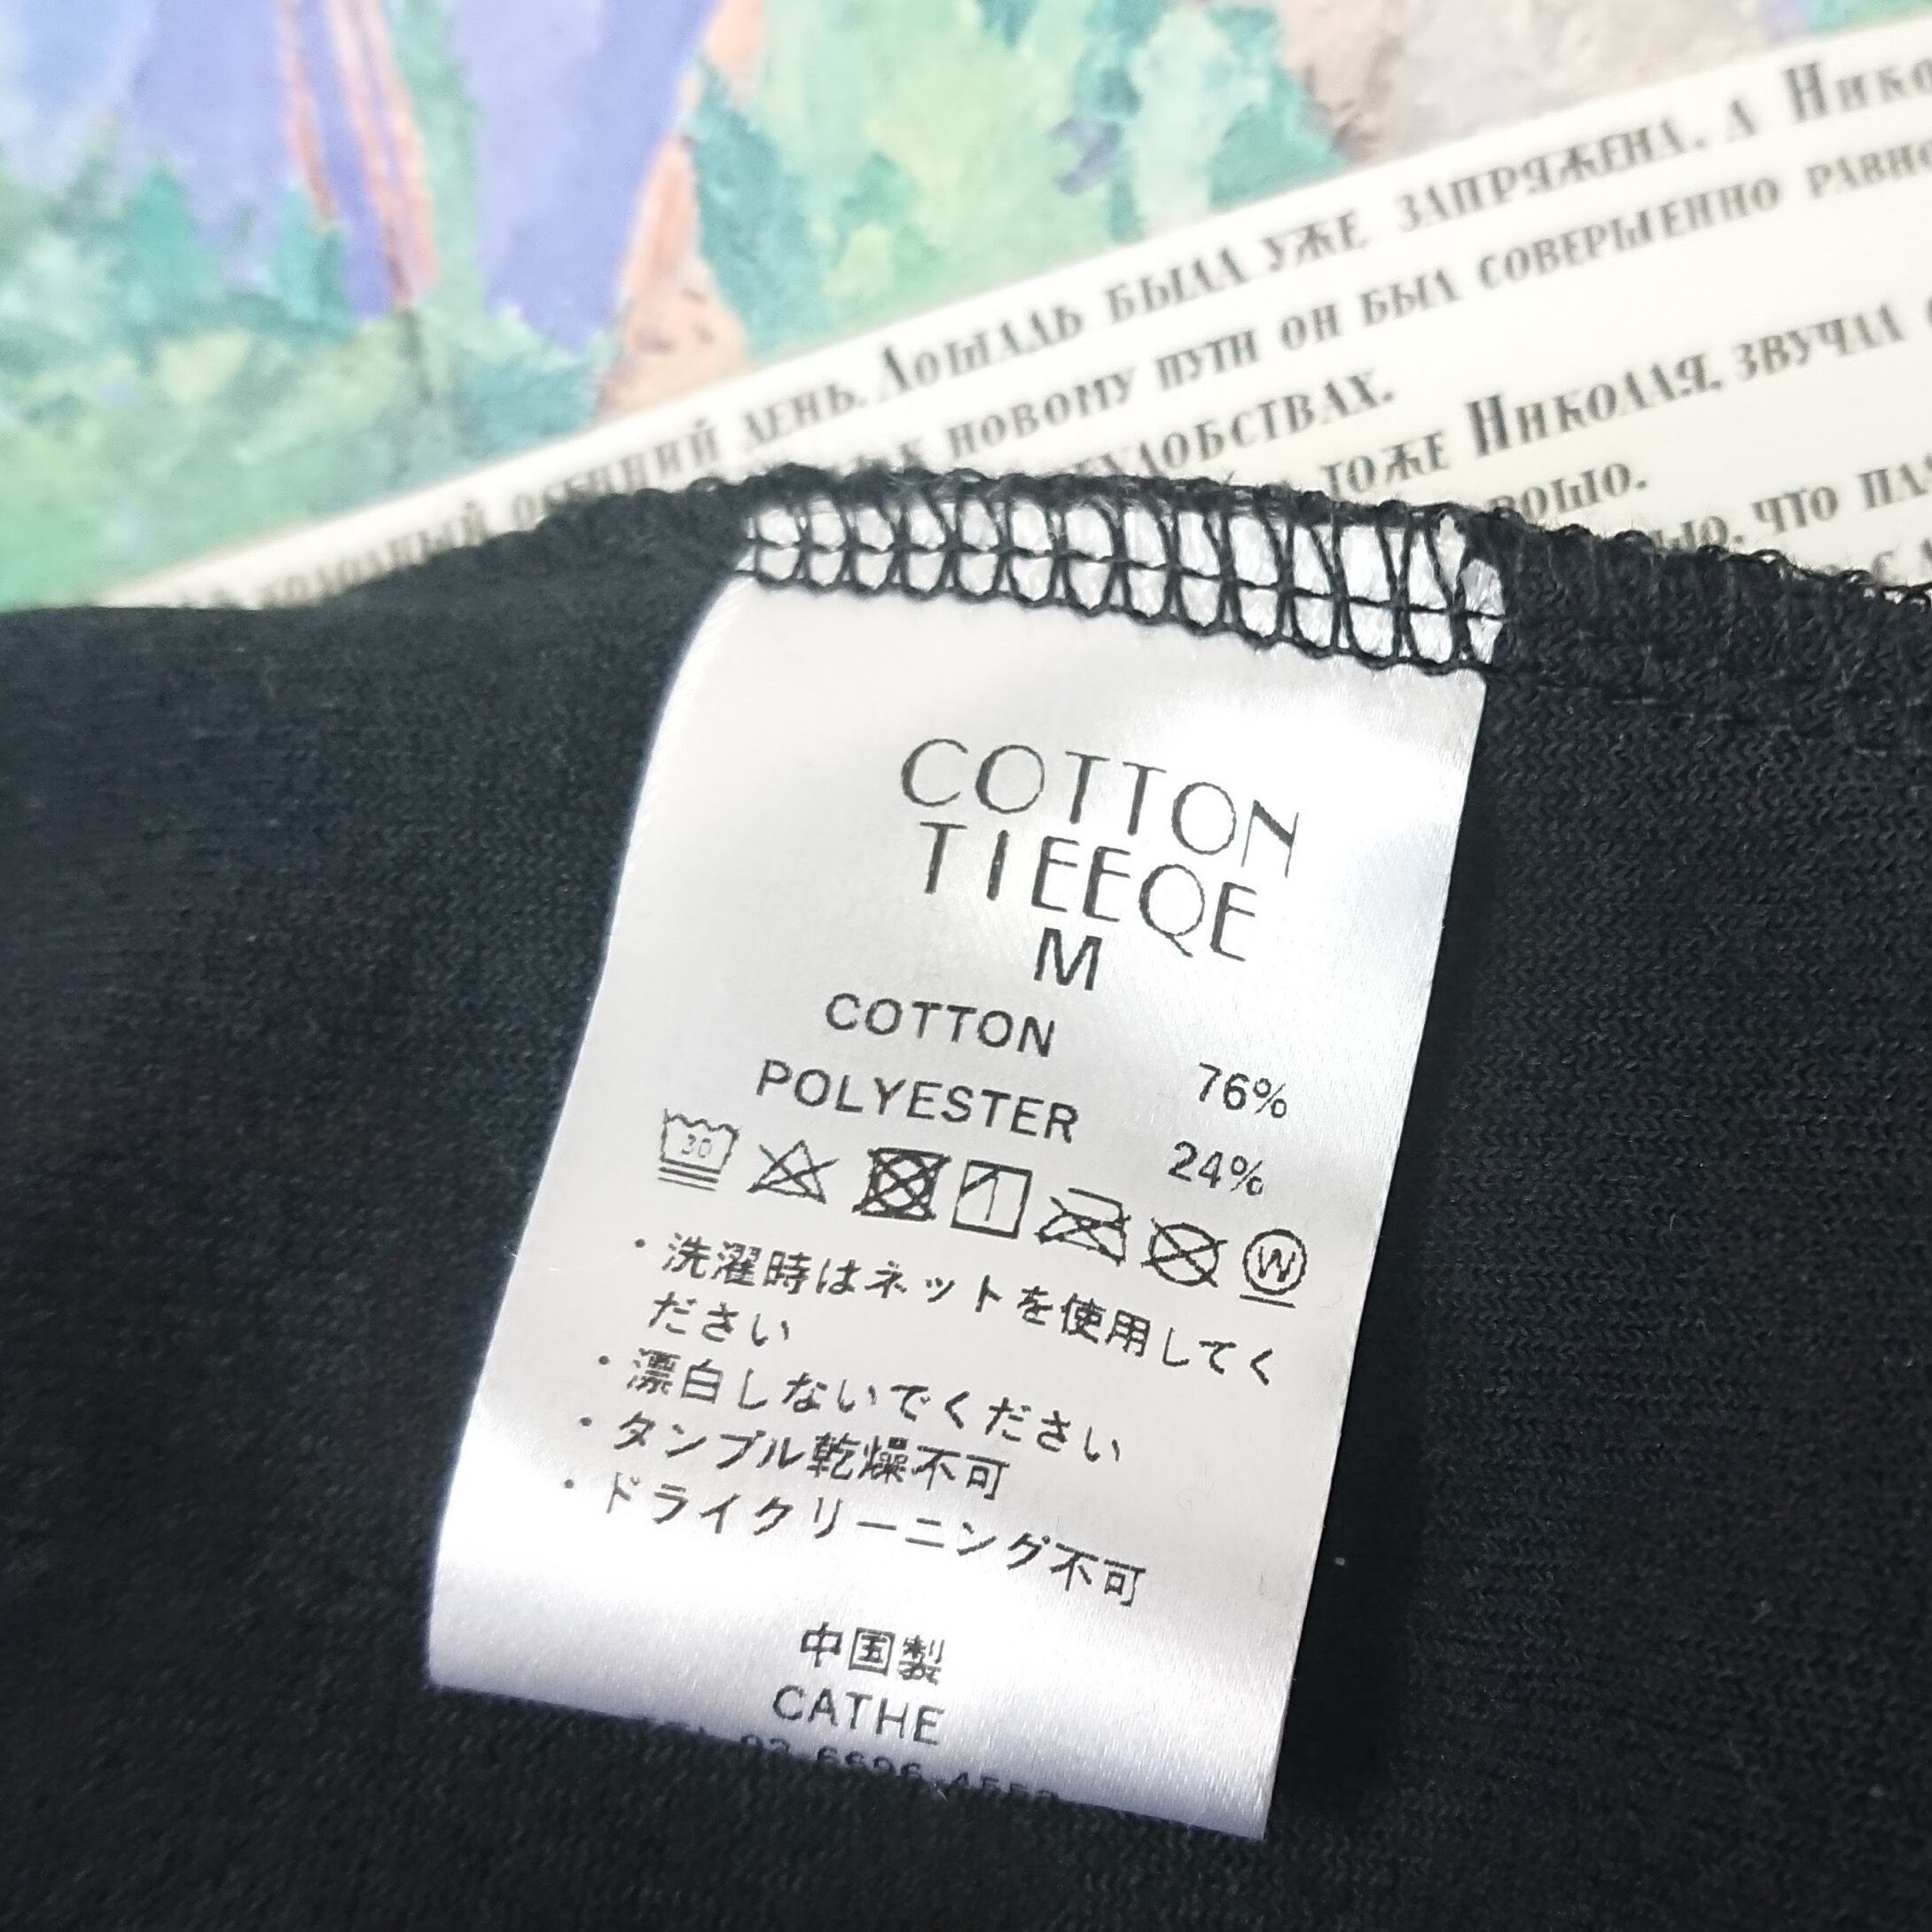 ДЕНЬ. ЛОШАДЬ БЫЛА УЖЕ ЗАПРЯЖЕНА. А
НОВОМУ ПУТИ ОН БЫЛ СОВЕРШЕННО
ТОЖЕ НИКОЛАЯ, ЗВУЧАЛ
ЧТО
COTTON
TIEEQE
M
COTTON 76%
POLYESTER 24%
30
W
・洗濯時はネットを使用してく
ださい
・漂白しないでください
・タンブル乾燥不可
・ドライクリーニング不可
中国製
CATHE